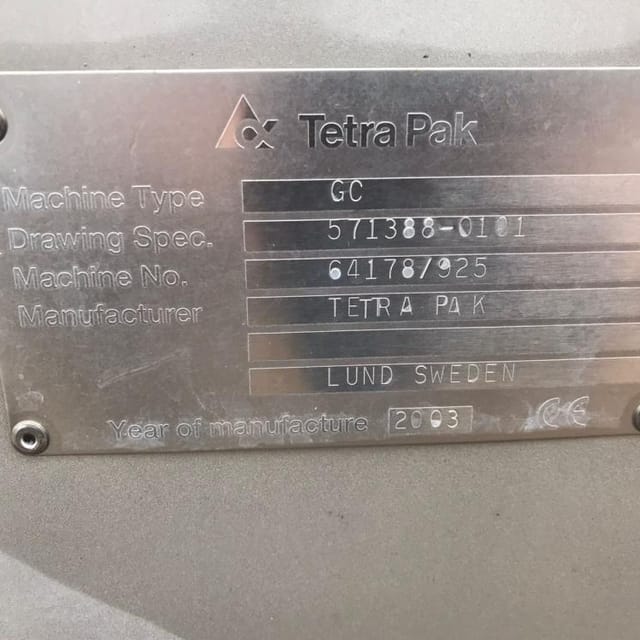 Tetra Pak
Machine Type GC
Drawing Spec. 571388-0101
Machine No. 64178/925
Manufacturer TETRA PAK
LUND SWEDEN
Year of manufacture 2003 CE